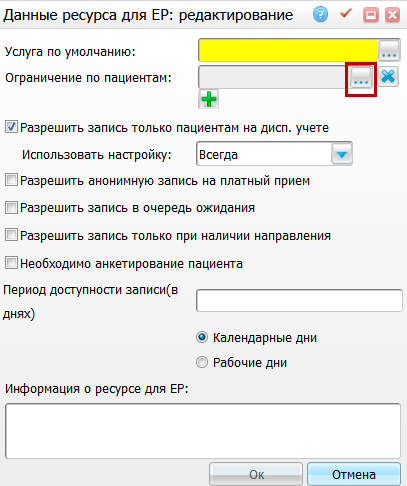 Данные ресурса для ЕР: редактирование
Услуга по умолчанию:
Ограничение по пациентам:
Разрешить запись только пациентам на дисп. учете
Использовать настройку: Всегда
Разрешить анонимную запись на платный прием
Разрешить запись в очередь ожидания
Разрешить запись только при наличии направления
Необходимо анкетирование пациента
Период доступности записи(в
днях)
Календарные дни
Рабочие дни
Информация о ресурсе для ЕР:
Ок Отмена